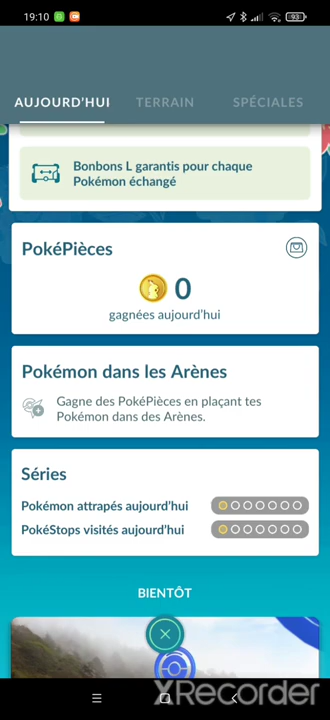 19:10
93
AUJOURD'HUI TERRAIN SPÉCIALES
Bonbons L garantis pour chaque
Pokémon échangé
PokéPièces
0
gagnées aujourd'hui
Pokémon dans les Arènes
Gagne des PokéPièces en plaçant tes
Pokémon dans des Arènes.
Séries
Pokémon attrapés aujourd'hui
PokéStops visités aujourd'hui
BIENTÔT
XRecorder